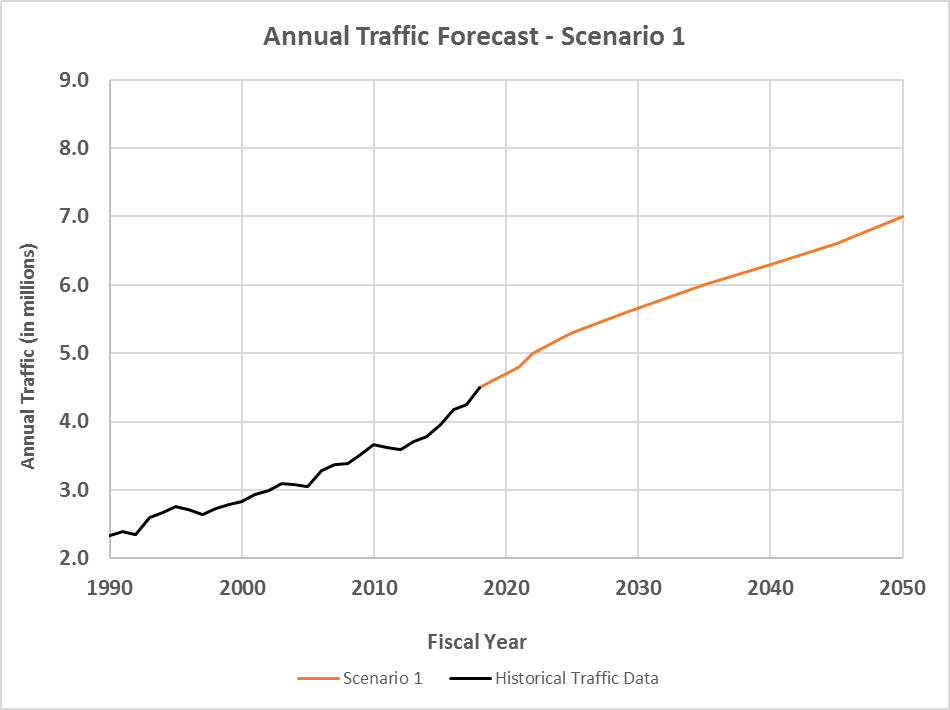 Annual Traffic Forecast - Scenario 1
9.0
8.0
7.0
6.0
5.0
4.0
3.0
2.0
Annual Traffic (in millions)
1990 2000 2010 2020 2030 2040 2050
Fiscal Year
Scenario 1 Historical Traffic Data